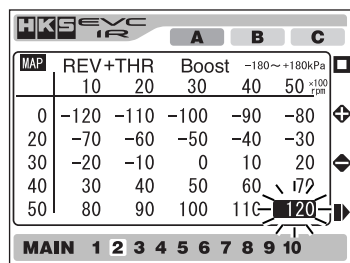 HKS EVC
IR
A B C
MAP REV+THR Boost -180~+180kPa
10 20 30 40 50 ×100 rpm
0 -120 -110 -100 -90 -80
20 -70 -60 -50 -40 -30
30 -20 -10 0 10 20
40 30 40 50 60
50 80 90 100 110 120
MAIN 1 2 3 4 5 6 7 8 9 10